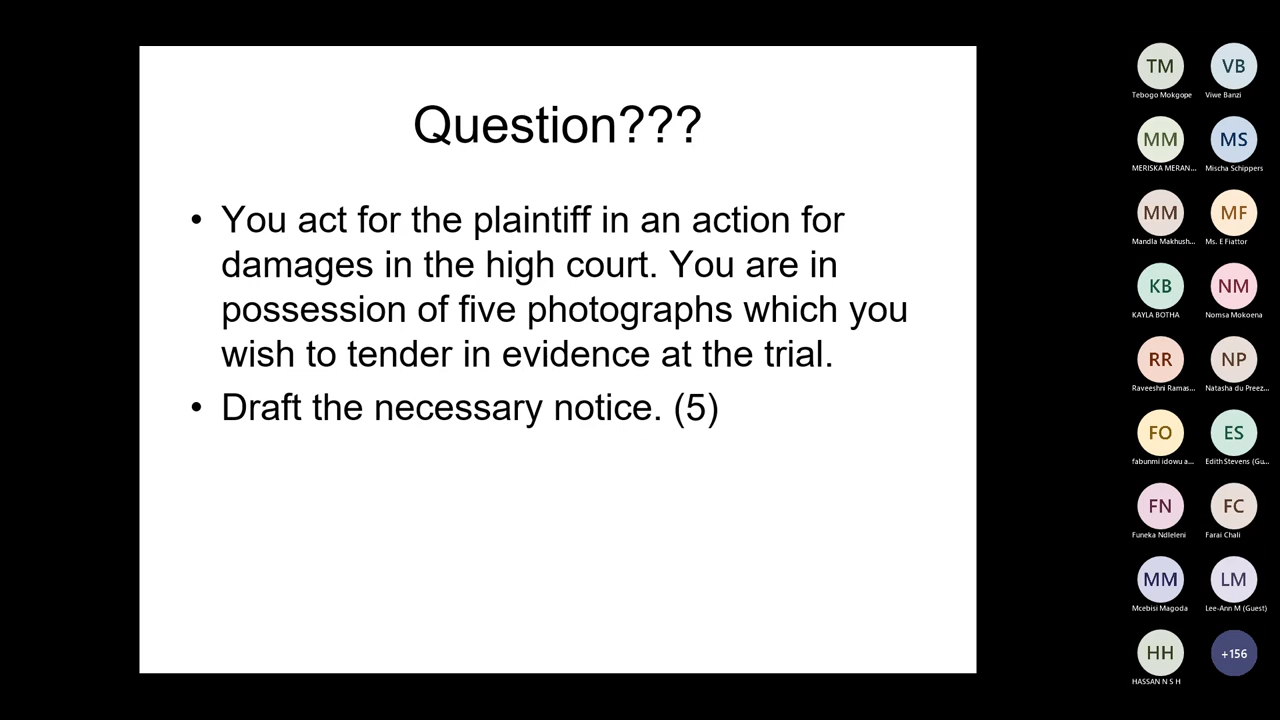 Question???
• You act for the plaintiff in an action for
damages in the high court. You are in
possession of five photographs which you
wish to tender in evidence at the trial.
• Draft the necessary notice. (5)
TM VB
Tebogo Mokgope Viwe Banzi
MM MS
MERISKA MERAN... Mischa Schippers
MM MF
Mandla Makhush... Ms. E Fiattor
KB NM
KAYLA BOTHA Nomsa Mokoena
RR NP
Raveeshni Ramas... Natasha du Preez...
FO ES
fabunmi idowu a... Edith Stevens (Gu...
FN FC
Funeka Ndleleni Farai Chali
MM LM
Mcebisi Magoda Lee-Ann M (Guest)
HH +156
HASSAN N S H